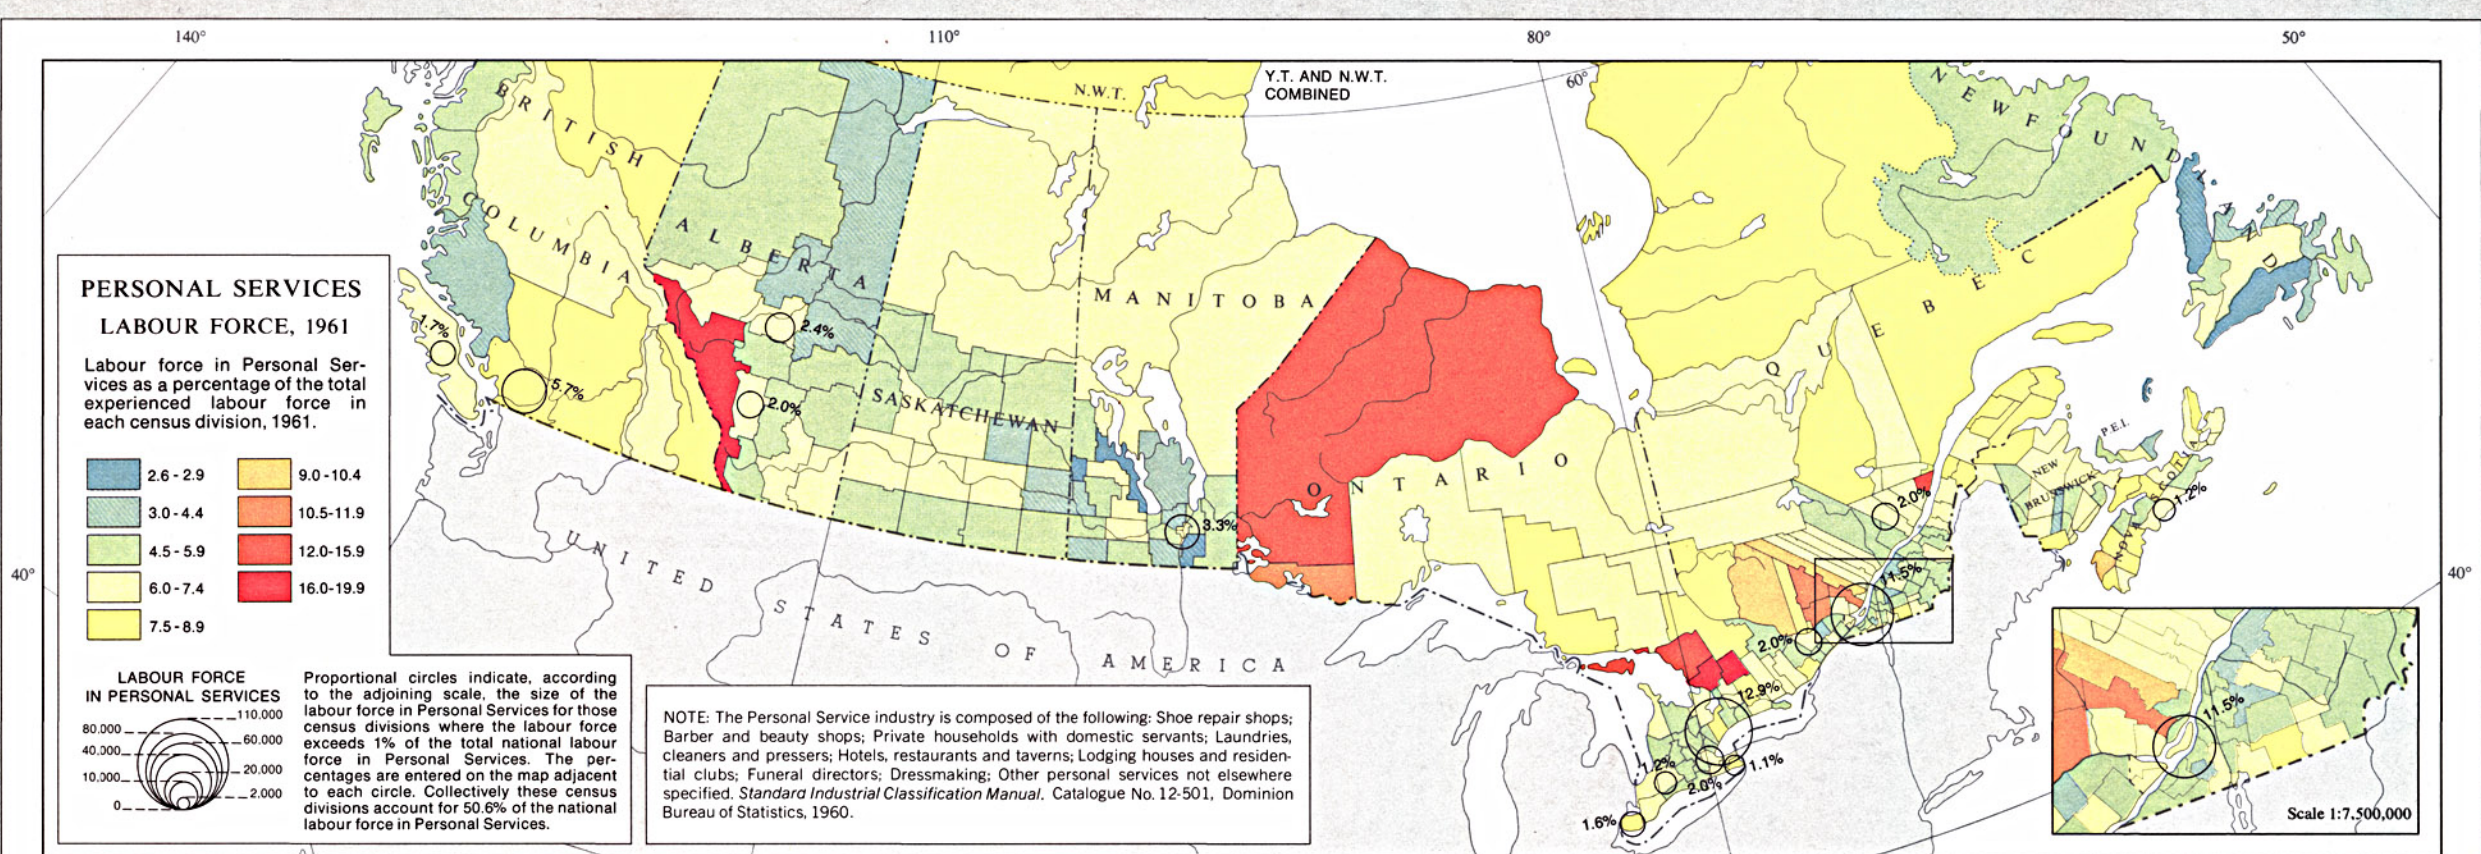 140°
110°
80°
50°
60°
40°
40°
Y.T. AND N.W.T.
COMBINED
N.W.T.
BRITISH
COLUMBIA
ALBERTA
SASKATCHEWAN
MANITOBA
ONTARIO
QUEBEC
NEWFOUNDLAND
P.E.I.
NEW
BRUNSWICK
NOVA SCOTIA
UNITED
STATES OF AMERICA
1.7%
5.7%
2.4%
2.0%
3.3%
2.0%
1.2%
11.5%
2.0%
12.9%
1.2%
2.0%
1.1%
1.6%
PERSONAL SERVICES
LABOUR FORCE, 1961
Labour force in Personal Ser-
vices as a percentage of the total
experienced labour force in
each census division, 1961.
2.6 - 2.9
3.0 - 4.4
4.5 - 5.9
6.0 - 7.4
7.5 - 8.9
9.0 - 10.4
10.5-11.9
12.0-15.9
16.0-19.9
LABOUR FORCE
IN PERSONAL SERVICES
110.000
80.000
60.000
40.000
20.000
10.000
2.000
0
Proportional circles indicate, according
to the adjoining scale, the size of the
labour force in Personal Services for those
census divisions where the labour force
exceeds 1% of the total national labour
force in Personal Services. The per-
centages are entered on the map adjacent
to each circle. Collectively these census
divisions account for 50.6% of the national
labour force in Personal Services.
NOTE: The Personal Service industry is composed of the following: Shoe repair shops;
Barber and beauty shops; Private households with domestic servants; Laundries,
cleaners and pressers; Hotels, restaurants and taverns; Lodging houses and residen-
tial clubs; Funeral directors; Dressmaking; Other personal services not elsewhere
specified. Standard Industrial Classification Manual. Catalogue No. 12-501, Dominion
Bureau of Statistics, 1960.
11.5%
Scale 1:7,500,000